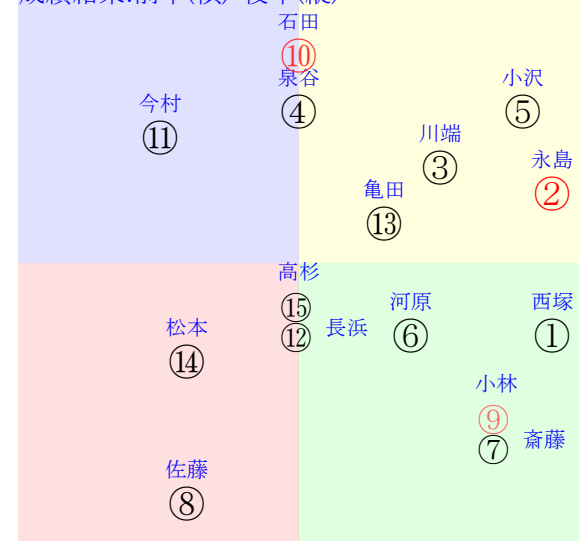 石田
⑩
泉谷
④
小沢
⑤
今村
⑪
川端
③
永島
②
亀田
⑬
高杉
⑮
⑫ 長浜
河原
⑥
西塚
①
松本
⑭
小林
⑨
⑦ 斎藤
佐藤
⑧